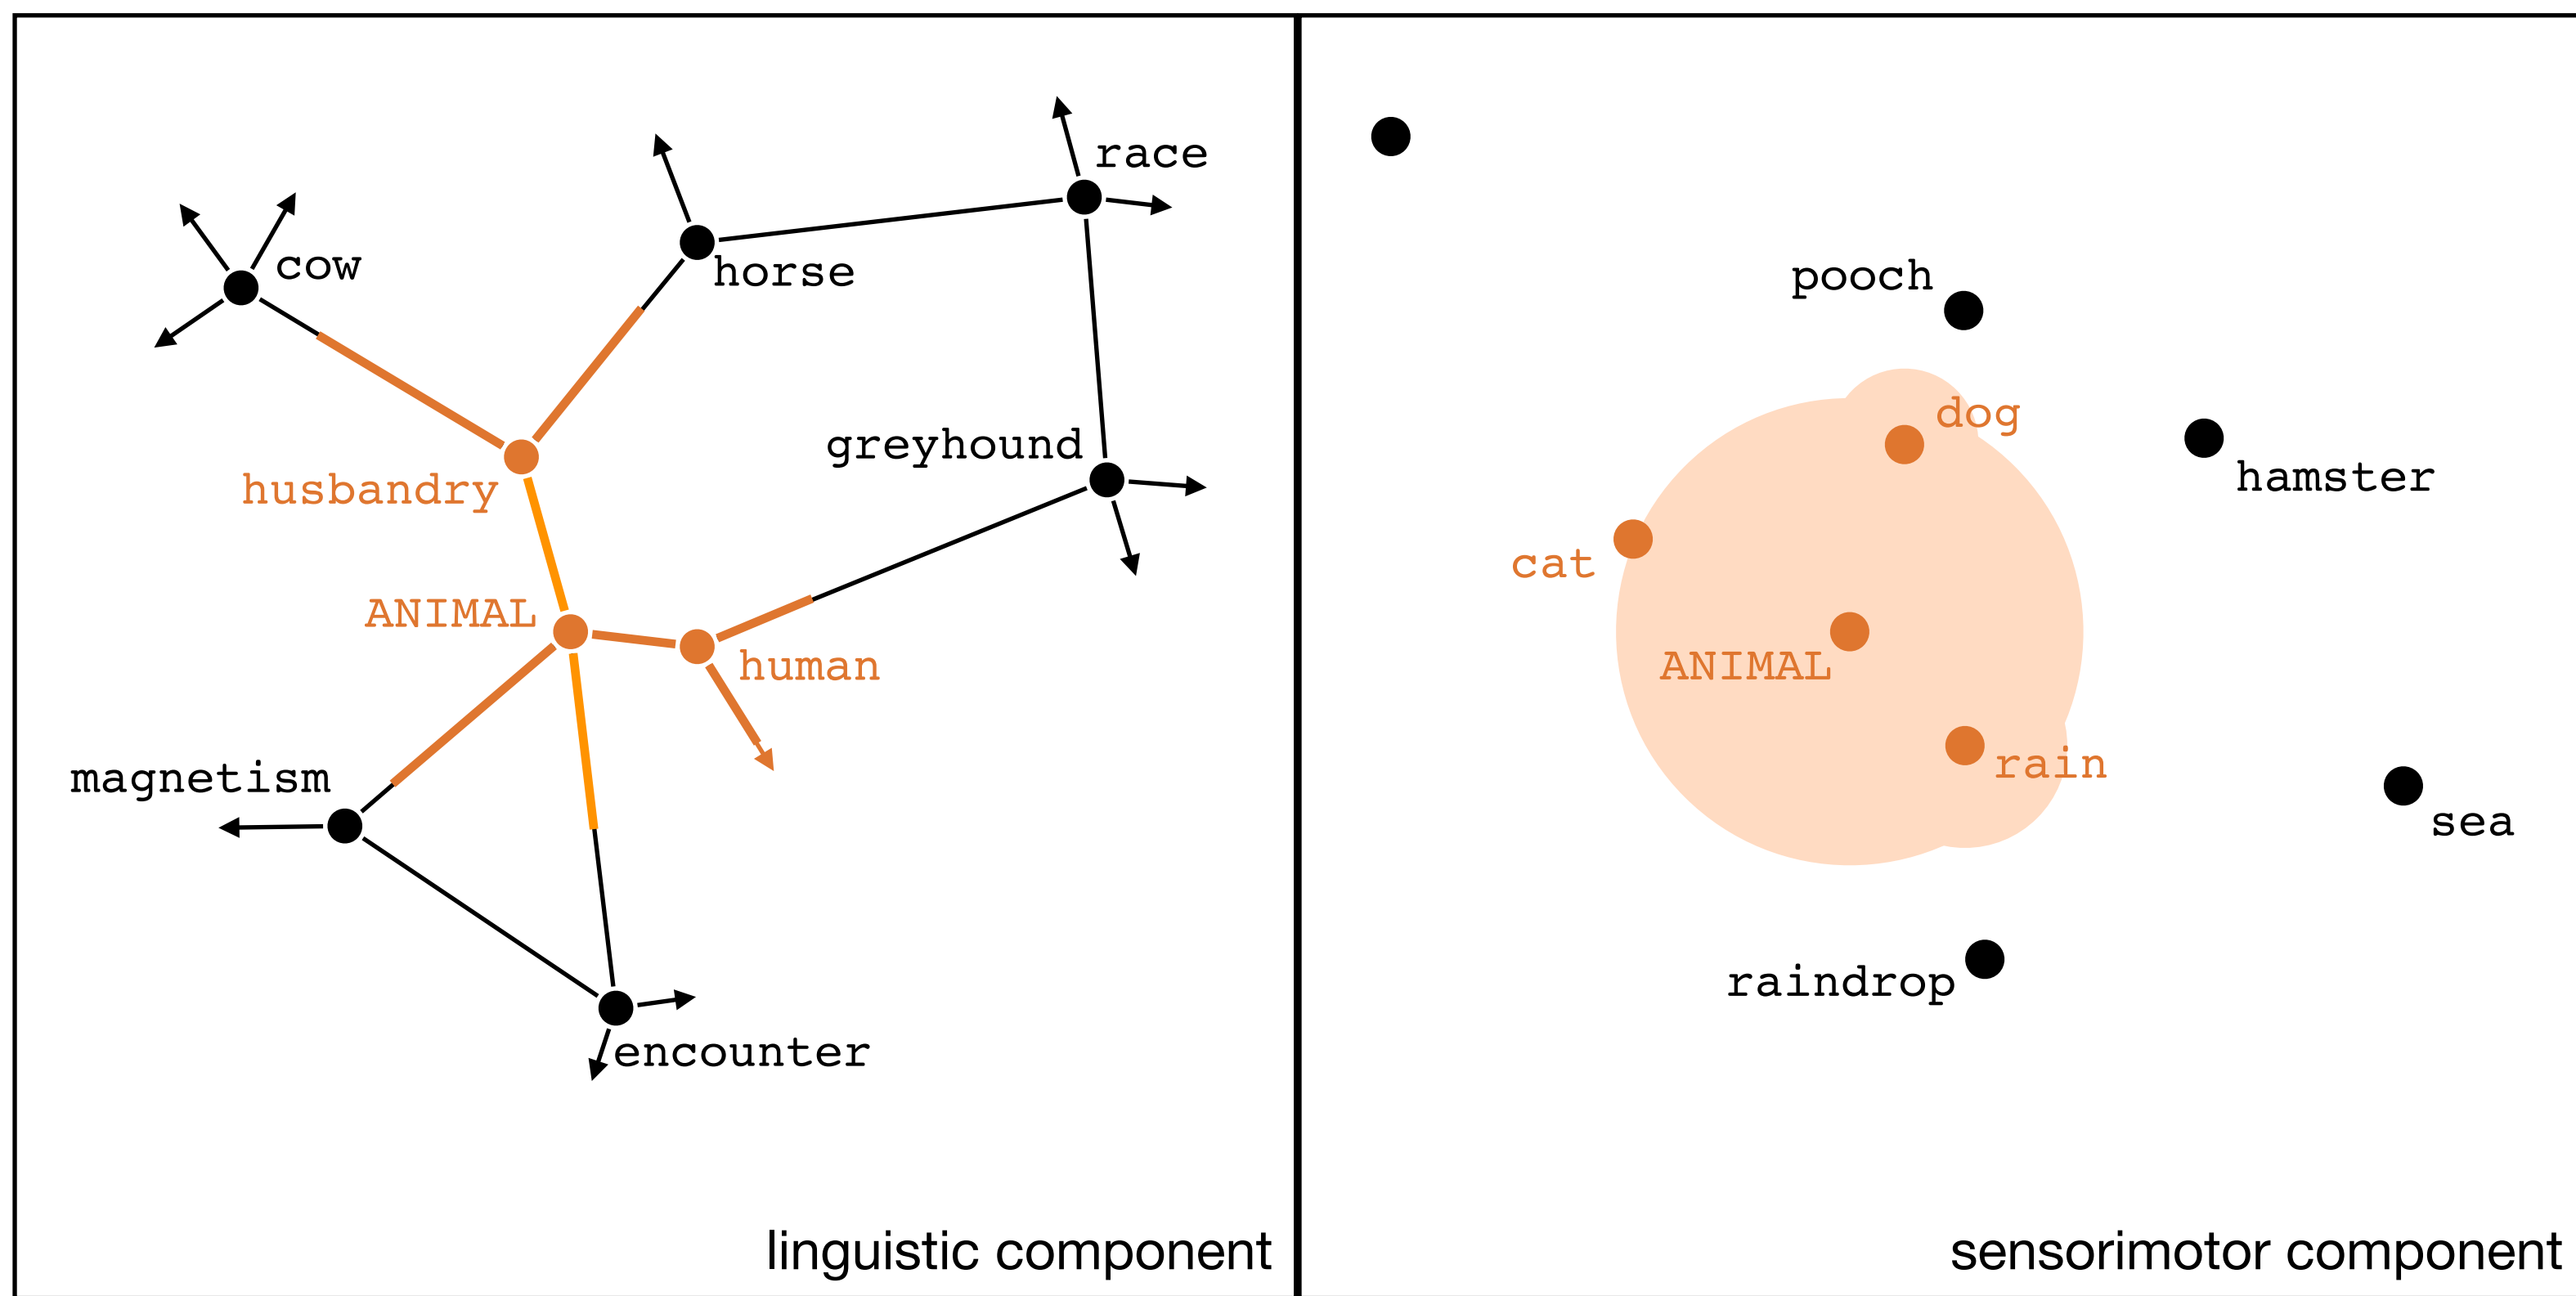 race
cow
horse
greyhound
husbandry
ANIMAL
human
magnetism
encounter
linguistic component
pooch
dog
hamster
cat
ANIMAL
rain
sea
raindrop
sensorimotor component